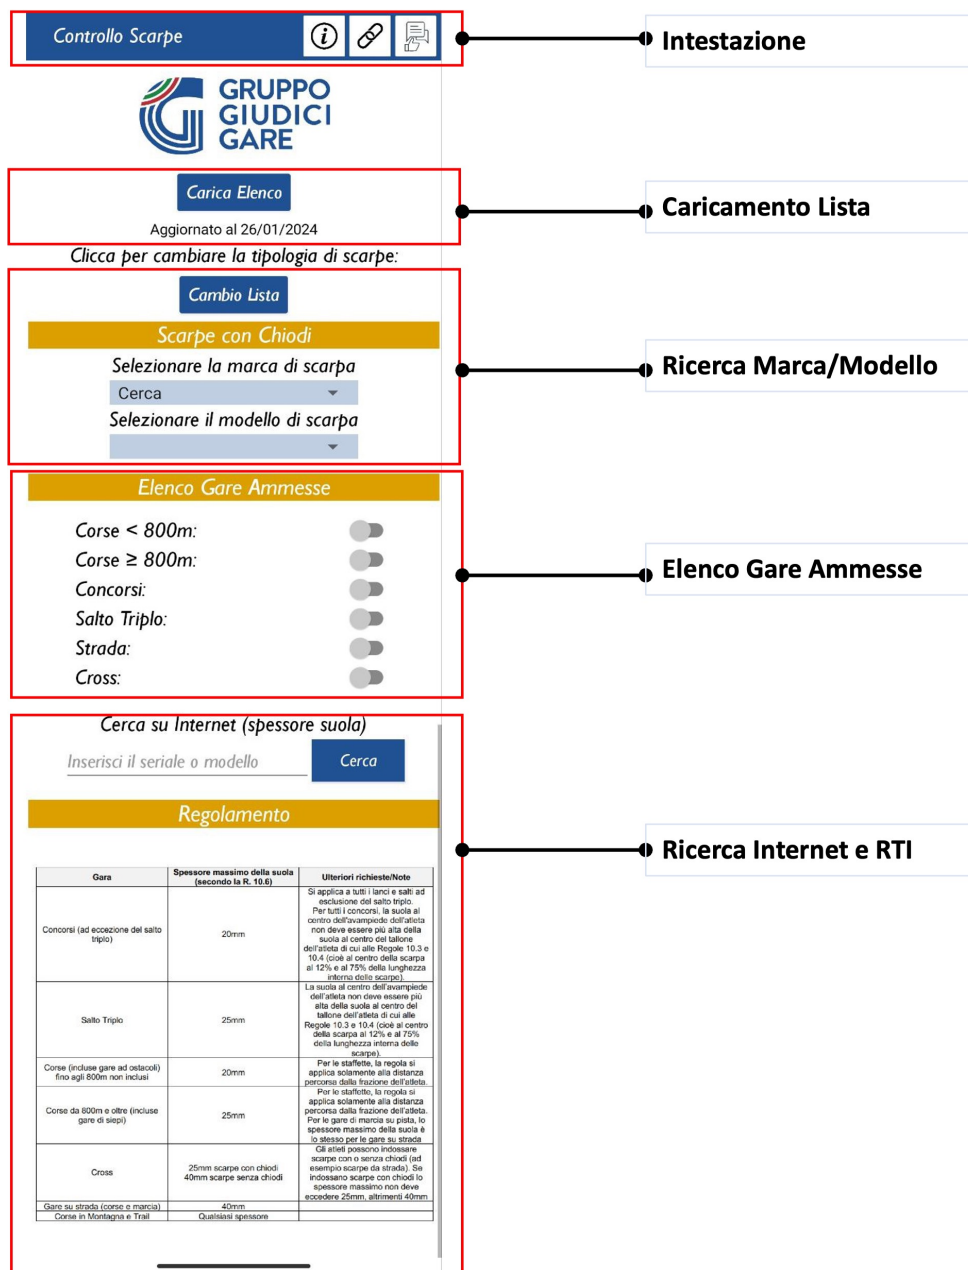 Controllo Scarpe
Intestazione
GRUPPO
GIUDICI
GARE
Carica Elenco
Caricamento Lista
Aggiornato al 26/01/2024
Clicca per cambiare la tipologia di scarpe:
Cambio Lista
Scarpe con Chiodi
Selezionare la marca di scarpa
Ricerca Marca/Modello
Cerca
Selezionare il modello di scarpa
Elenco Gare Ammesse
Corse < 800m:
Corse ≥ 800m:
Elenco Gare Ammesse
Concorsi:
Salto Triplo:
Strada:
Cross:
Cerca su Internet (spessore suola)
Inserisci il seriale o modello
Cerca
Regolamento
Ricerca Internet e RTI
Gara
Spessore massimo della suola
(secondo la R. 10.6)
Ulteriori richieste/Note
Concorsi (ad eccezione del salto
triplo)
20mm
Si applica a tutti i lanci e salti ad
esclusione del salto triplo.
Per tutti i concorsi, la suola al
centro dell'avampiede dell'atleta
non deve essere più alta della
suola al centro del tallone
dell'atleta di cui alle Regole 10.3 e
10.4 (cioè al centro della scarpa
al 12% e al 75% della lunghezza
interna delle scarpe).
Salto Triplo
25mm
La suola al centro dell'avampiede
dell'atleta non deve essere più
alta della suola al centro del
tallone dell'atleta di cui alle
Regole 10.3 e 10.4 (cioè al centro
della scarpa al 12% e al 75%
della lunghezza interna delle
scarpe).
Corse (incluse gare ad ostacoli)
fino agli 800m non inclusi
20mm
Per le staffette, la regola si
applica solamente alla distanza
percorsa dalla frazione dell'atleta.
Corse da 800m e oltre (incluse
gare di siepi)
25mm
Per le staffette, la regola si
applica solamente alla distanza
percorsa dalla frazione dell'atleta.
Per le gare di marcia su pista, lo
spessore massimo della suola è
lo stesso per le gare su strada
Cross
25mm scarpe con chiodi
40mm scarpe senza chiodi
Gli atleti possono indossare
scarpe con o senza chiodi (ad
esempio scarpe da strada). Se
indossano scarpe con chiodi lo
spessore massimo non deve
eccedere 25mm, altrimenti 40mm
Gare su strada (corse e marcia)
40mm
Corse in Montagna e Trail
Qualsiasi spessore